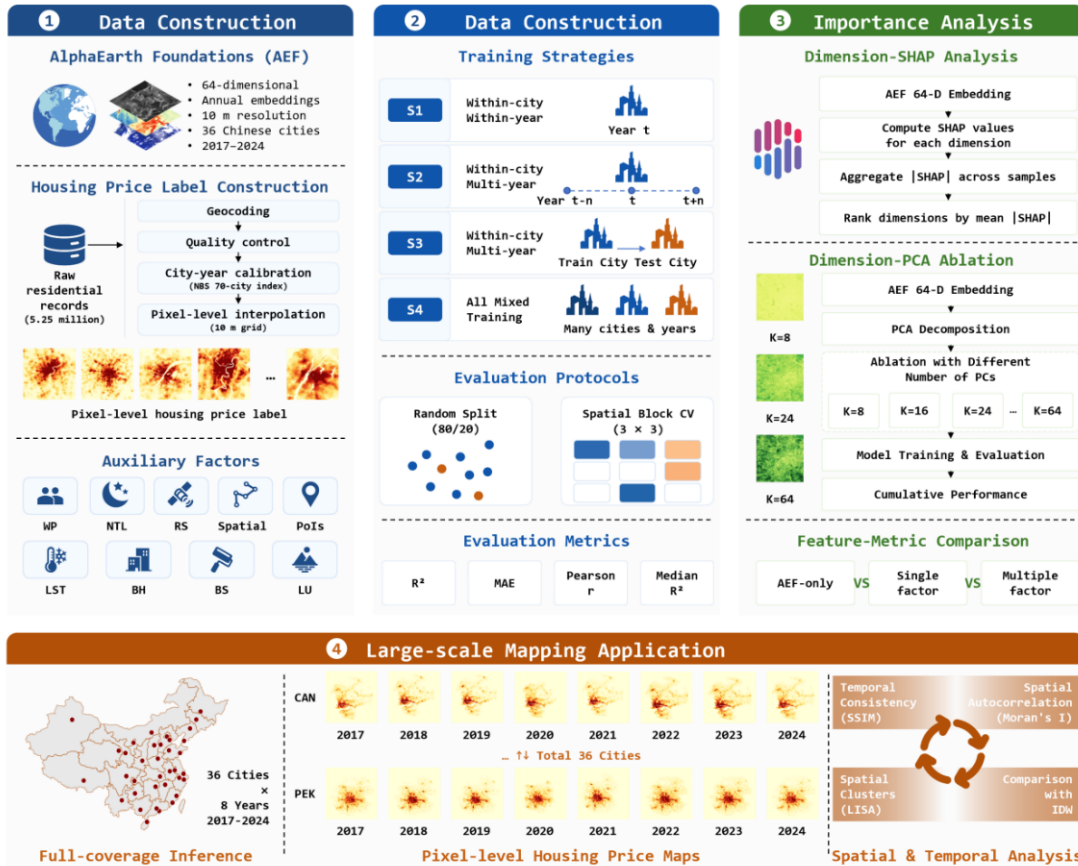 1 Data Construction
AlphaEarth Foundations (AEF)
• 64-dimensional
• Annual embeddings
• 10 m resolution
• 36 Chinese cities
• 2017–2024
Housing Price Label Construction
Raw
residential
records
(5.25 million)
Geocoding
Quality control
City-year calibration
(NBS 70-city index)
Pixel-level interpolation
(10 m grid)
…
Pixel-level housing price label
Auxiliary Factors
WP NTL RS Spatial PoIs
LST BH BS LU
2 Data Construction
Training Strategies
S1
Within-city
Within-year
Year t
S2
Within-city
Multi-year
Year t-n t t+n
S3
Within-city
Multi-year
Train City Test City
S4
All Mixed
Training
Many cities & years
Evaluation Protocols
Random Split
(80/20)
Spatial Block CV
(3 × 3)
Evaluation Metrics
R²
MAE
Pearson
r
Median
R²
3 Importance Analysis
Dimension-SHAP Analysis
AEF 64-D Embedding
Compute SHAP values
for each dimension
Aggregate |SHAP| across samples
Rank dimensions by mean |SHAP|
Dimension-PCA Ablation
K=8
K=24
K=64
AEF 64-D Embedding
PCA Decomposition
Ablation with Different
Number of PCs
K=8 K=16 K=24 … K=64
Model Training & Evaluation
Cumulative Performance
Feature-Metric Comparison
AEF-only
VS
Single
factor
VS
Multiple
factor
4 Large-scale Mapping Application
36 Cities
×
8 Years
2017-2024
Full-coverage Inference
CAN
2017 2018 2019 2020 2021 2022 2023 2024
… ↑↓ Total 36 Cities
PEK
2017 2018 2019 2020 2021 2022 2023 2024
Pixel-level Housing Price Maps
Temporal
Consistency
(SSIM)
Spatial
Autocorrelation
(Moran's I)
Spatial
Clusters
(LISA)
Comparison
with
IDW
Spatial & Temporal Analysis